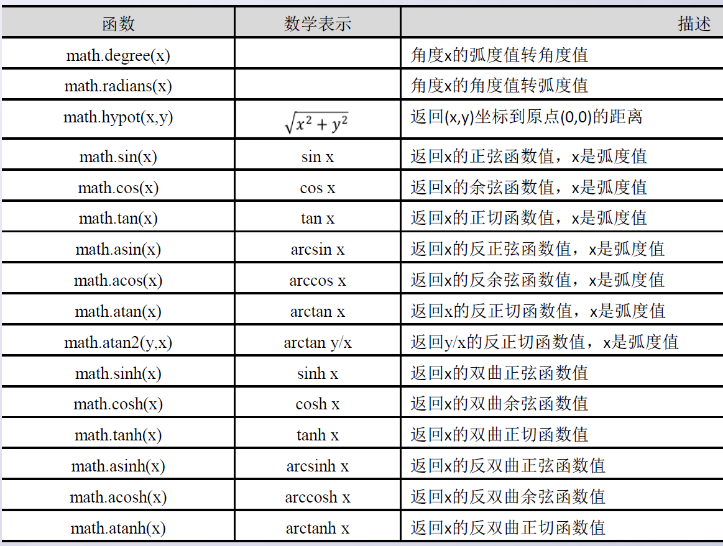 函数 数学表示 描述
math.degree(x) 角度x的弧度值转角度值
math.radians(x) 角度x的角度值转弧度值
math.hypot(x,y) √x² + y² 返回(x,y)坐标到原点(0,0)的距离
math.sin(x) sin x 返回x的正弦函数值，x是弧度值
math.cos(x) cos x 返回x的余弦函数值，x是弧度值
math.tan(x) tan x 返回x的正切函数值，x是弧度值
math.asin(x) arcsin x 返回x的反正弦函数值，x是弧度值
math.acos(x) arccos x 返回x的反余弦函数值，x是弧度值
math.atan(x) arctan x 返回x的反正切函数值，x是弧度值
math.atan2(y,x) arctan y/x 返回y/x的反正切函数值，x是弧度值
math.sinh(x) sinh x 返回x的双曲正弦函数值
math.cosh(x) cosh x 返回x的双曲余弦函数值
math.tanh(x) tanh x 返回x的双曲正切函数值
math.asinh(x) arcsinh x 返回x的反双曲正弦函数值
math.acosh(x) arccosh x 返回x的反双曲余弦函数值
math.atanh(x) arctanh x 返回x的反双曲正切函数值